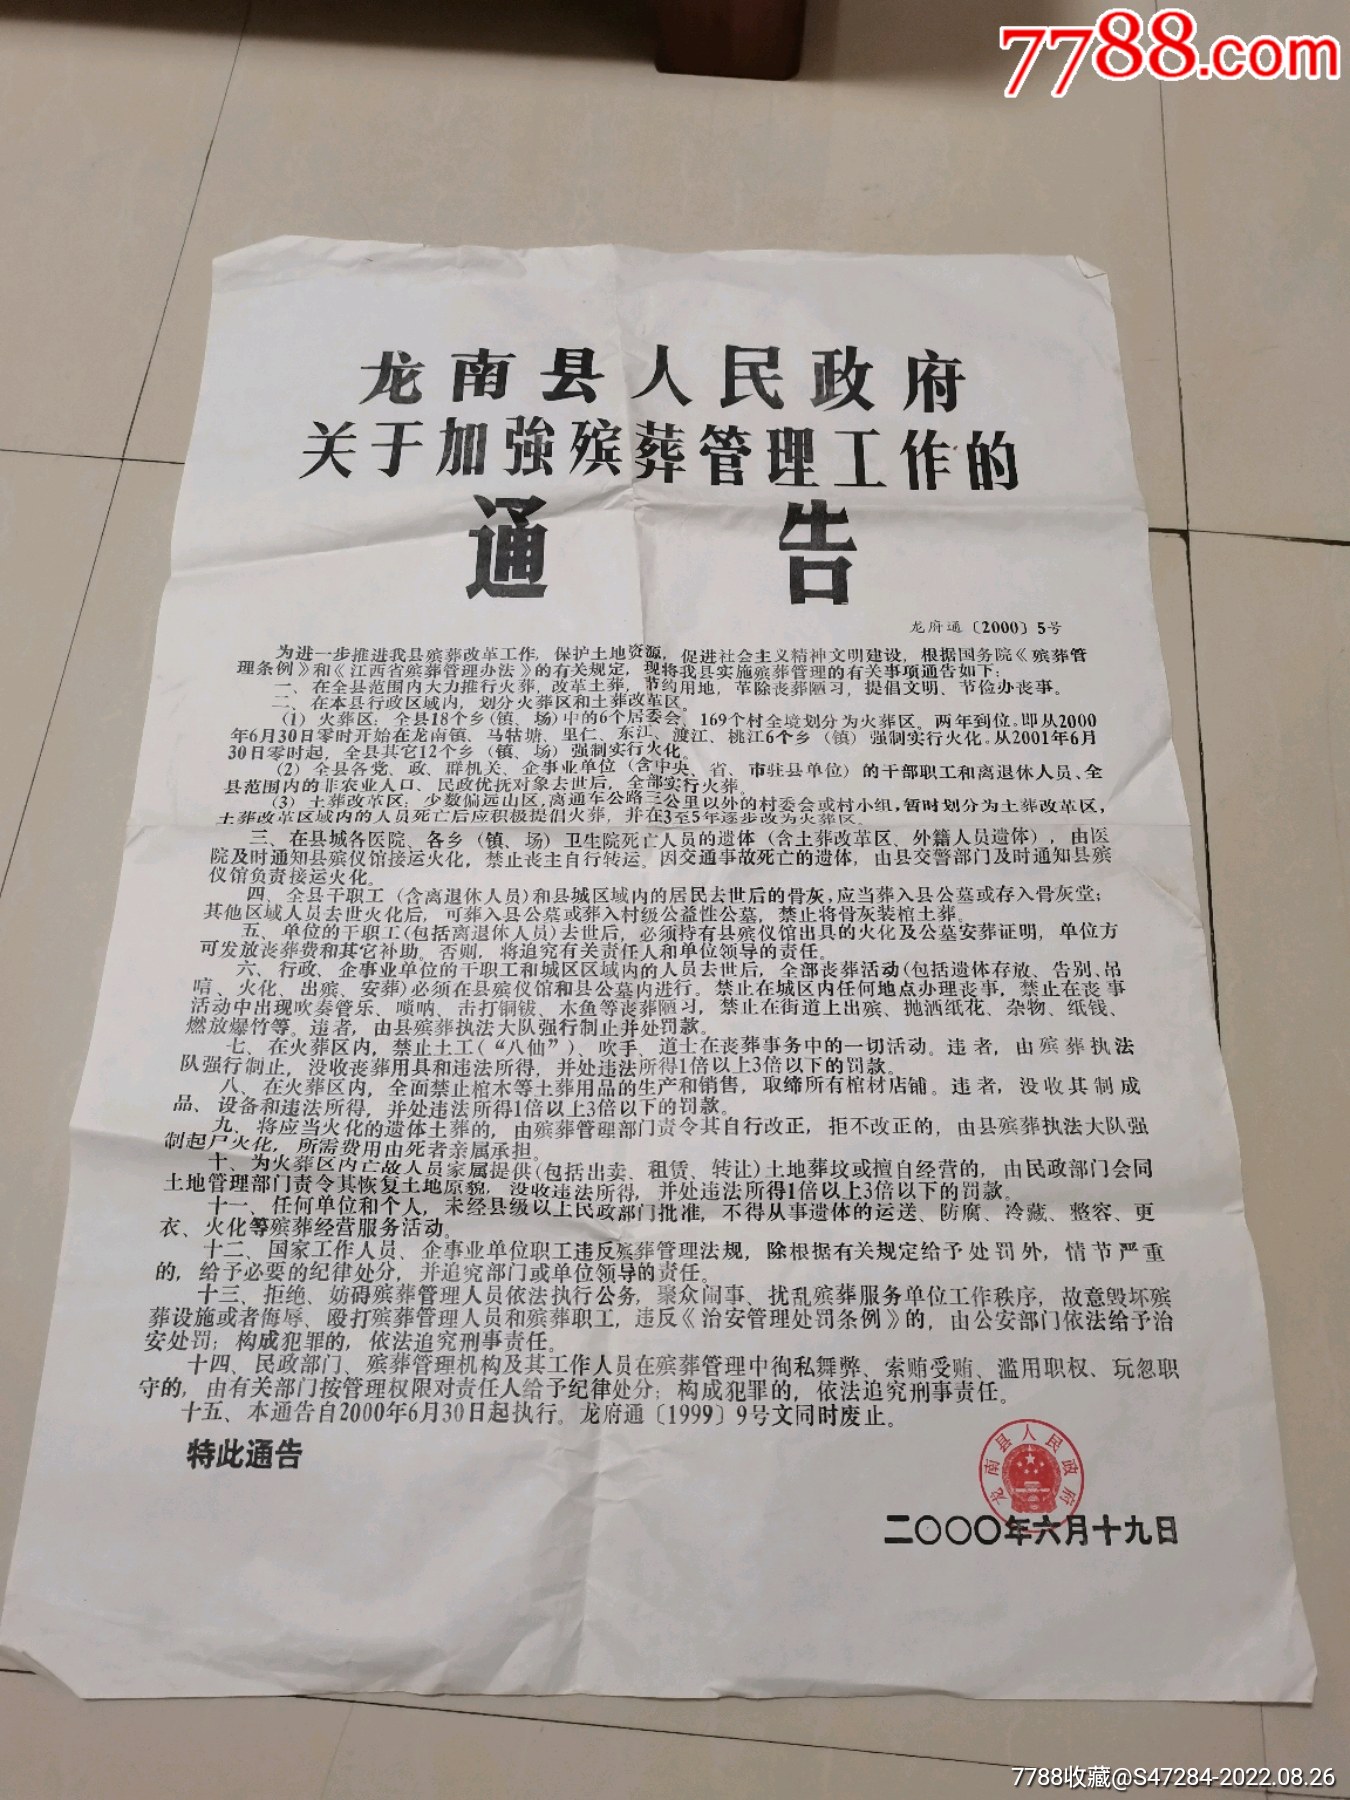 7788.com
龙南县人民政府
关于加強殡葬管理工作的
通告
龙府通〔2000〕5号
为进一步推进我县殡葬改革工作，保护土地资源，促进社会主义精神文明建设，根据国务院《殡葬管
理条例》和《江西省殡葬管理办法》的有关规定，现将我县实施殡葬管理的有关事项通告如下：
一、在全县范围内大力推行火葬，改革土葬，节约用地，革除丧葬陋习，提倡文明、节俭办丧事。
二、在本县行政区域内，划分火葬区和土葬改革区。
（1）火葬区：全县18个乡（镇、场）中的6个居委会、169个村全境划分为火葬区。两年到位。即从2000
年6月30日零时开始在龙南镇、马牯塘、里仁、东江、渡江、桃江6个乡（镇）强制实行火化。从2001年6月
30日零时起，全县其它12个乡（镇、场）强制实行火化。
（2）全县各党、政、群机关、企事业单位（含中央、省、市驻县单位）的干部职工和离退休人员、全
县范围内的非农业人口、民政优抚对象去世后，全部实行火葬。
（3）土葬改革区：少数偏远山区，离通车公路三公里以外的村委会或村小组，暂时划分为土葬改革区，
土葬改革区域内的人员死亡后应积极提倡火葬，并在3至5年逐步改为火葬区。
三、在县城各医院、各乡（镇、场）卫生院死亡人员的遗体（含土葬改革区、外籍人员遗体），由医
院及时通知县殡仪馆接运火化，禁止丧主自行转运。因交通事故死亡的遗体，由县交警部门及时通知县殡
仪馆负责接运火化。
四、全县干职工（含离退休人员）和县城区域内的居民去世后的骨灰，应当葬入县公墓或存入骨灰堂；
其他区域人员去世火化后，可葬入县公墓或葬入村级公益性公墓，禁止将骨灰装棺土葬。
五、单位的干职工（包括离退休人员）去世后，必须持有县殡仪馆出具的火化及公墓安葬证明，单位方
可发放丧葬费和其它补助。否则，将追究有关责任人和单位领导的责任。
六、行政、企事业单位的干职工和城区区域内的人员去世后，全部丧葬活动（包括遗体存放、告别、吊
唁、火化、出殡、安葬）必须在县殡仪馆和县公墓内进行。禁止在城区内任何地点办理丧事，禁止在丧事
活动中出现吹奏管乐、唢呐、击打铜钹、木鱼等丧葬陋习，禁止在街道上出殡、抛洒纸花、杂物、纸钱、
燃放爆竹等。违者，由县殡葬执法大队强行制止并处罚款。
七、在火葬区内，禁止土工（“八仙”）、吹手、道士在丧葬事务中的一切活动。违者，由殡葬执法
队强行制止，没收丧葬用具和违法所得，并处违法所得1倍以上3倍以下的罚款。
八、在火葬区内，全面禁止棺木等土葬用品的生产和销售，取缔所有棺材店铺。违者，没收其制成
品、设备和违法所得，并处违法所得1倍以上3倍以下的罚款。
九、将应当火化的遗体土葬的，由殡葬管理部门责令其自行改正，拒不改正的，由县殡葬执法大队强
制起尸火化，所需费用由死者亲属承担。
十、为火葬区内亡故人员家属提供（包括出卖、租赁、转让）土地葬坟或擅自经营的，由民政部门会同
土地管理部门责令其恢复土地原貌，没收违法所得，并处违法所得1倍以上3倍以下的罚款。
十一、任何单位和个人，未经县级以上民政部门批准，不得从事遗体的运送、防腐、冷藏、整容、更
衣、火化等殡葬经营服务活动。
十二、国家工作人员、企事业单位职工违反殡葬管理法规，除根据有关规定给予处罚外，情节严重
的，给予必要的纪律处分，并追究部门或单位领导的责任。
十三、拒绝、妨碍殡葬管理人员依法执行公务，聚众闹事、扰乱殡葬服务单位工作秩序，故意毁坏殡
葬设施或者侮辱、殴打殡葬管理人员和殡葬职工，违反《治安管理处罚条例》的，由公安部门依法给予治
安处罚；构成犯罪的，依法追究刑事责任。
十四、民政部门、殡葬管理机构及其工作人员在殡葬管理中徇私舞弊、索贿受贿、滥用职权、玩忽职
守的，由有关部门按管理权限对责任人给予纪律处分；构成犯罪的，依法追究刑事责任。
十五、本通告自2000年6月30日起执行。龙府通〔1999〕9号文同时废止。
特此通告
龙南县人民政府
二〇〇〇年六月十九日
7788收藏@S47284-2022.08.26